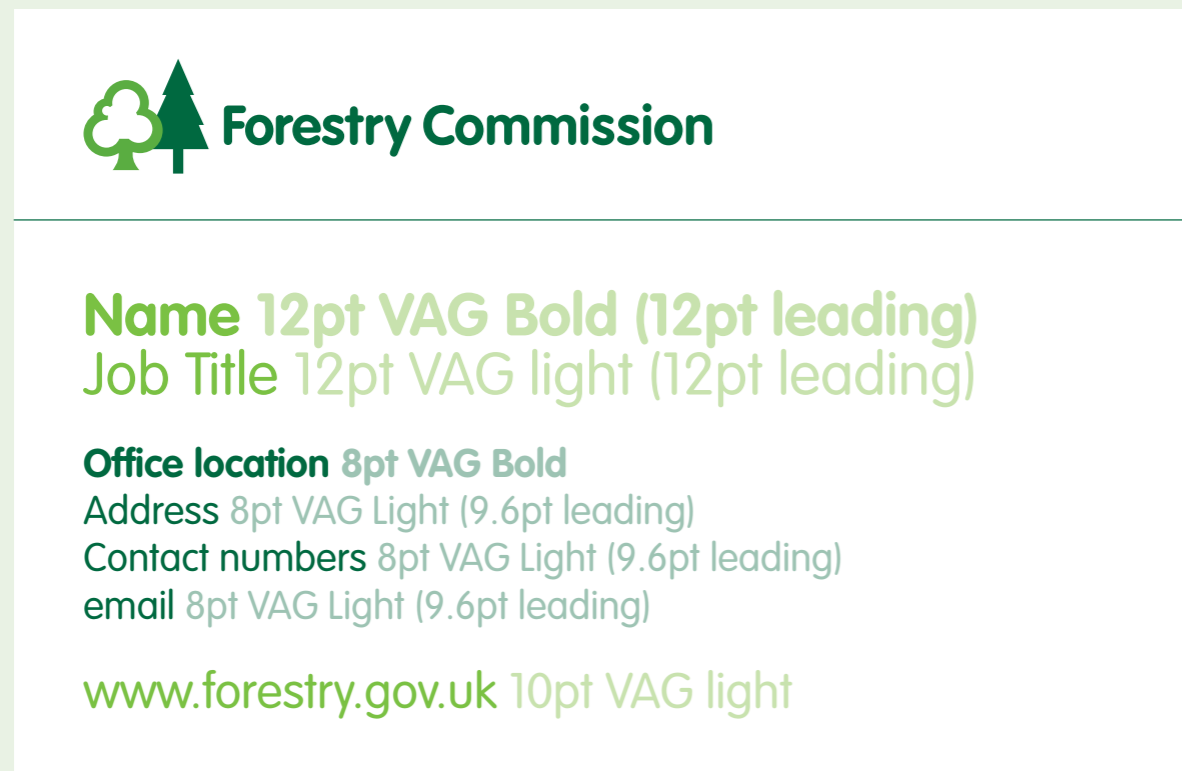 Forestry Commission
Name 12pt VAG Bold (12pt leading)
Job Title 12pt VAG light (12pt leading)
Office location 8pt VAG Bold
Address 8pt VAG Light (9.6pt leading)
Contact numbers 8pt VAG Light (9.6pt leading)
email 8pt VAG Light (9.6pt leading)
www.forestry.gov.uk 10pt VAG light